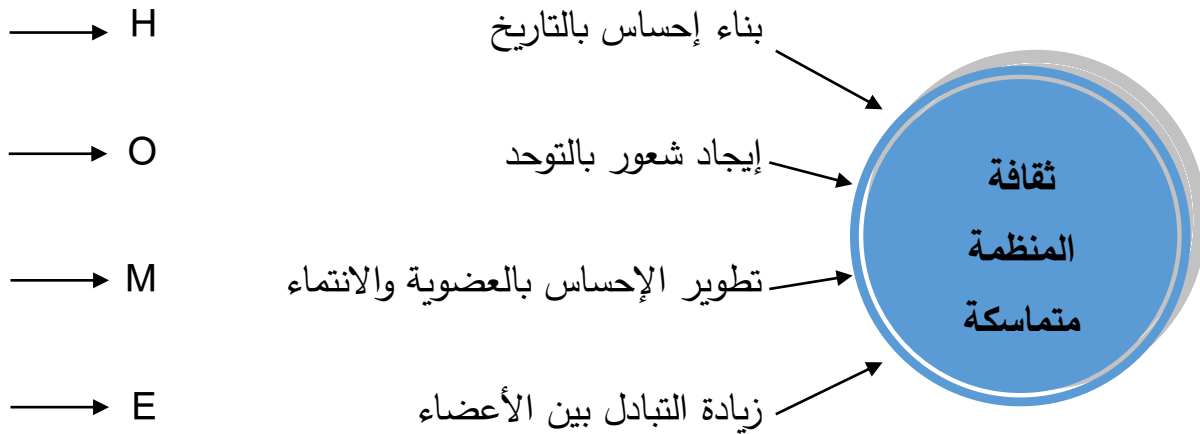 بناء إحساس بالتاريخ H
إيجاد شعور بالتوحد O
تطوير الإحساس بالعضوية والانتماء M
زيادة التبادل بين الأعضاء E
ثقافة
المنظمة
متماسكة